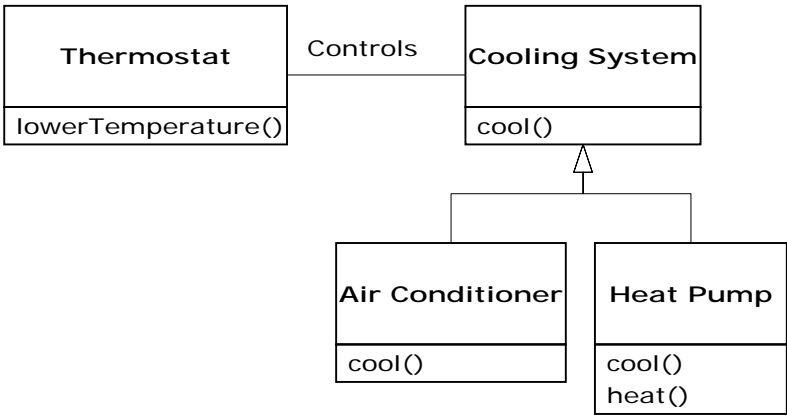 Thermostat
lowerTemperature()
Controls
Cooling System
cool()
Air Conditioner
cool()
Heat Pump
cool()
heat()